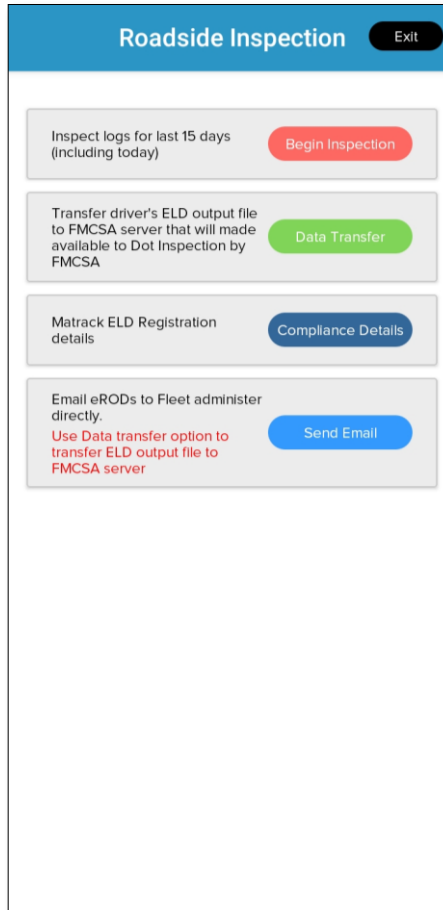 Roadside Inspection
Exit
Inspect logs for last 15 days
(including today)
Begin Inspection
Transfer driver's ELD output file
to FMCSA server that will made
available to Dot Inspection by
FMCSA
Data Transfer
Matrack ELD Registration
details
Compliance Details
Email eRODs to Fleet administer
directly.
Use Data transfer option to
transfer ELD output file to
FMCSA server
Send Email